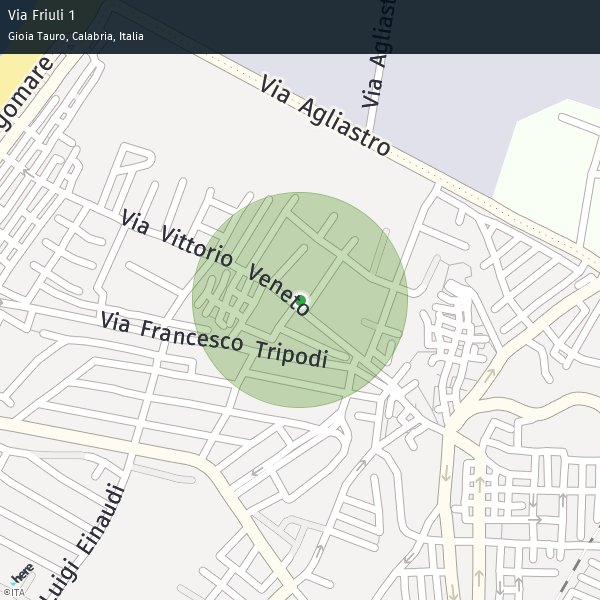 Via Friuli 1
Gioia Tauro, Calabria, Italia
gomare
Via Agliast
Via Agliastro
Via Vittorio Veneto
Via Francesco Tripodi
Luigi Einaudi
here
©ITA